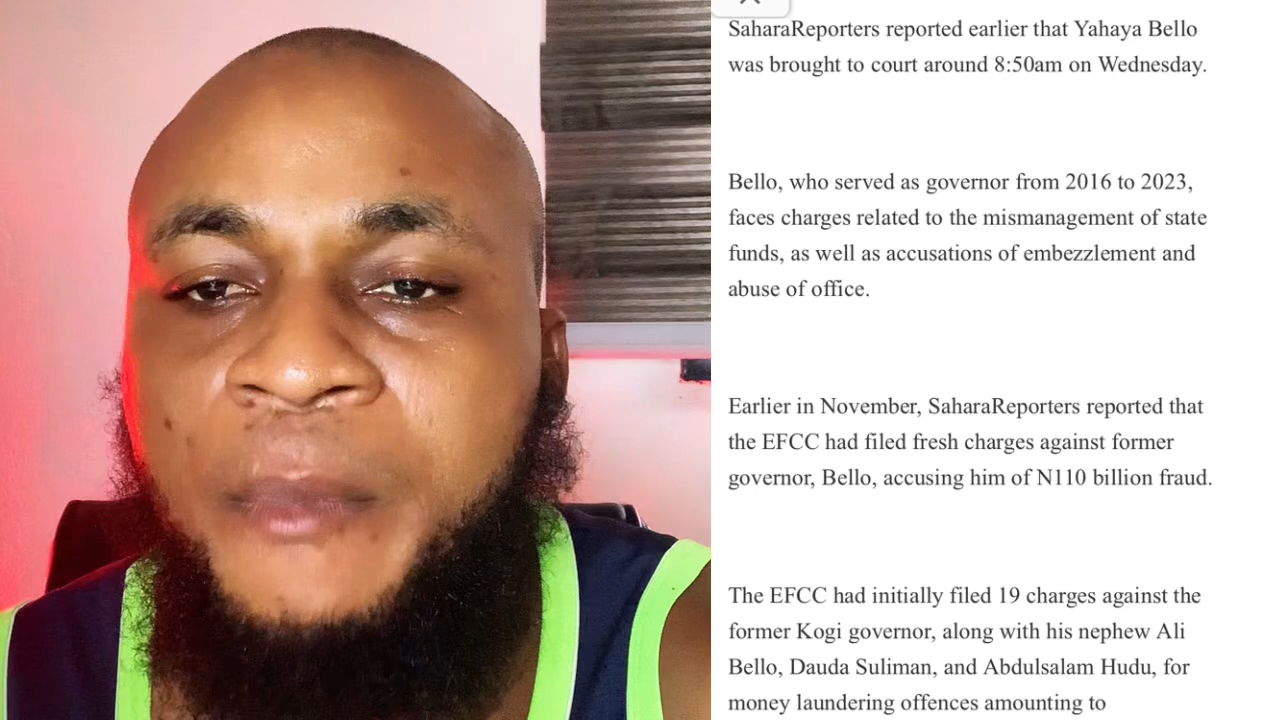 SaharaReporters reported earlier that Yahaya Bello
was brought to court around 8:50am on Wednesday.
Bello, who served as governor from 2016 to 2023,
faces charges related to the mismanagement of state
funds, as well as accusations of embezzlement and
abuse of office.
Earlier in November, SaharaReporters reported that
the EFCC had filed fresh charges against former
governor, Bello, accusing him of N110 billion fraud.
The EFCC had initially filed 19 charges against the
former Kogi governor, along with his nephew Ali
Bello, Dauda Suliman, and Abdulsalam Hudu, for
money laundering offences amounting to